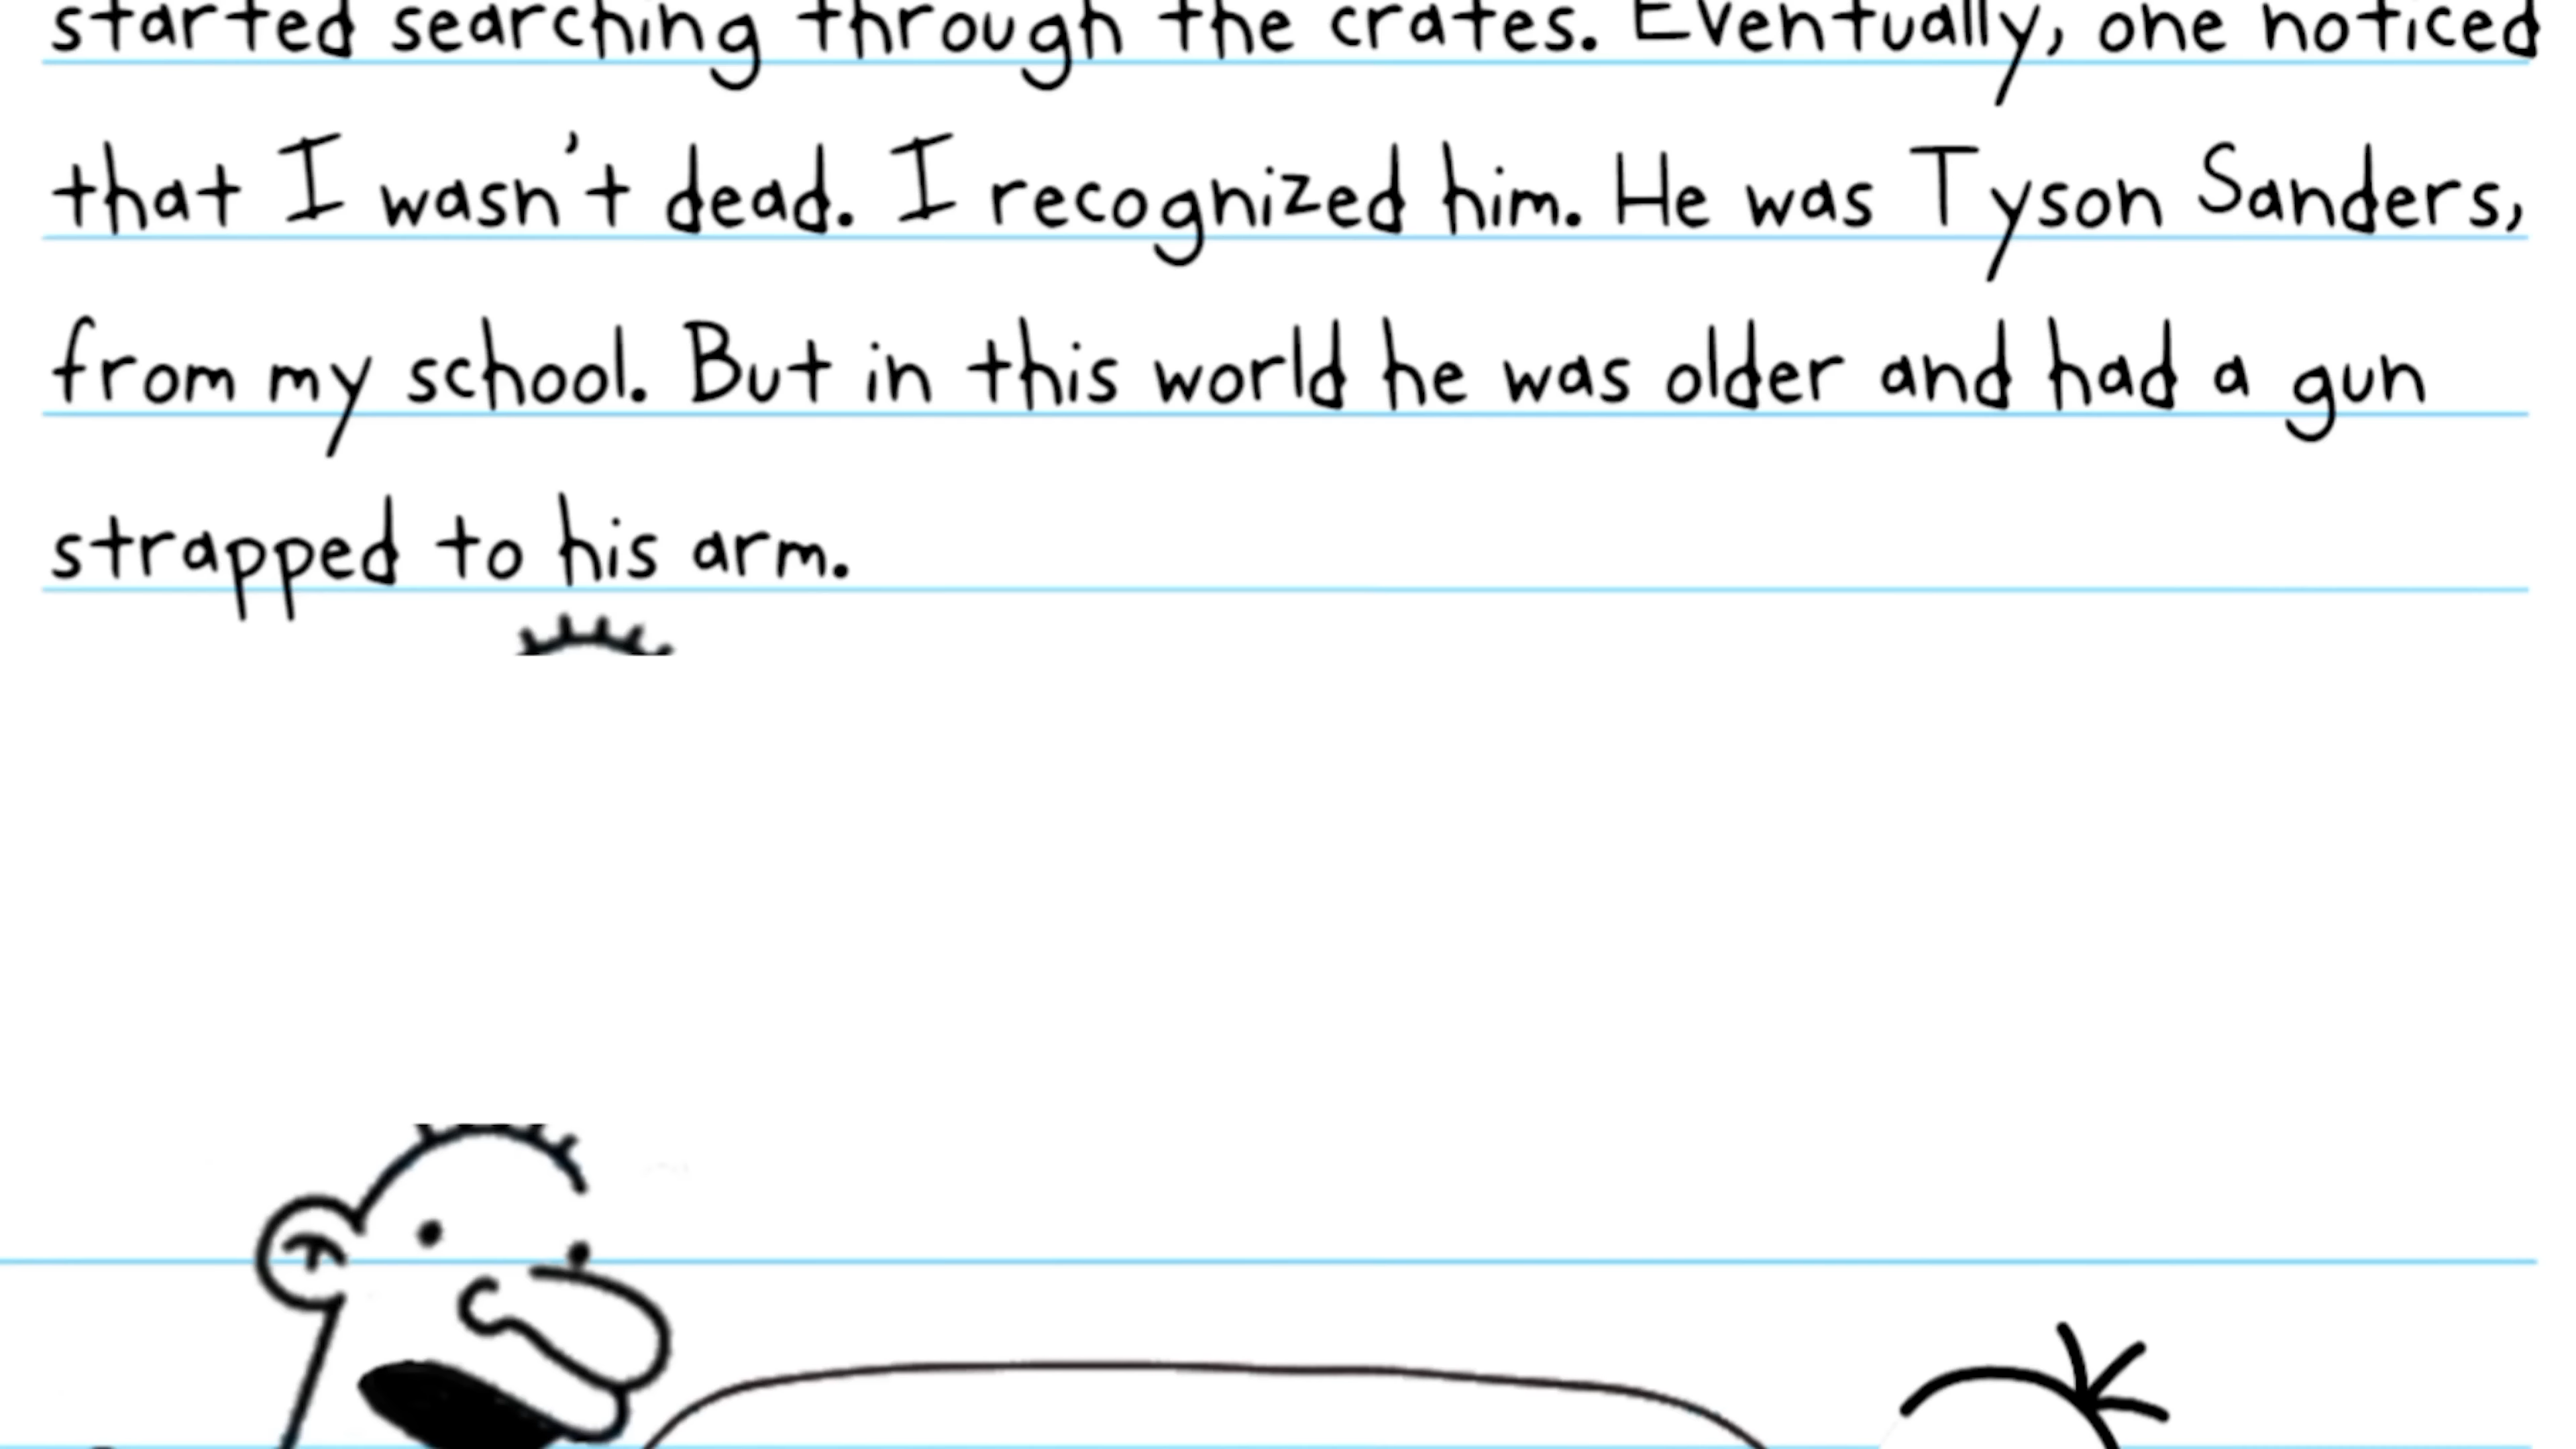 started searching through the crates. Eventually, one noticed
that I wasn't dead. I recognized him. He was Tyson Sanders,
from my school. But in this world he was older and had a gun
strapped to his arm.